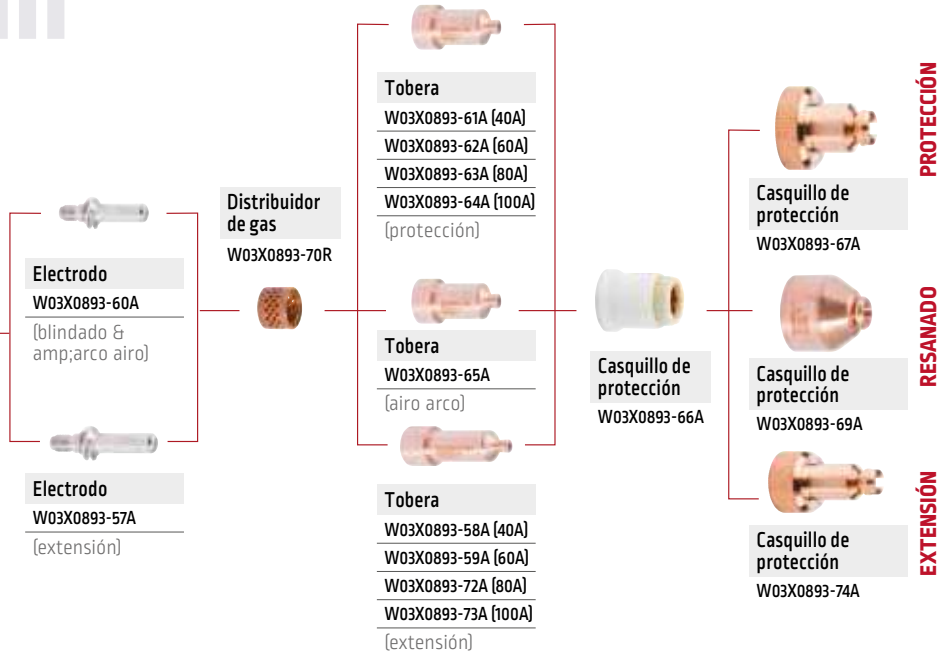 Electrodo
W03X0893-60A
(blindado &
amp;arco airo)
Electrodo
W03X0893-57A
(extensión)
Distribuidor
de gas
W03X0893-70R
Tobera
W03X0893-61A (40A)
W03X0893-62A (60A)
W03X0893-63A (80A)
W03X0893-64A (100A)
(protección)
Tobera
W03X0893-65A
(airo arco)
Tobera
W03X0893-58A (40A)
W03X0893-59A (60A)
W03X0893-72A (80A)
W03X0893-73A (100A)
(extensión)
Casquillo de
protección
W03X0893-66A
Casquillo de
protección
W03X0893-67A
PROTECCIÓN
Casquillo de
protección
W03X0893-69A
RESANADO
Casquillo de
protección
W03X0893-74A
EXTENSIÓN